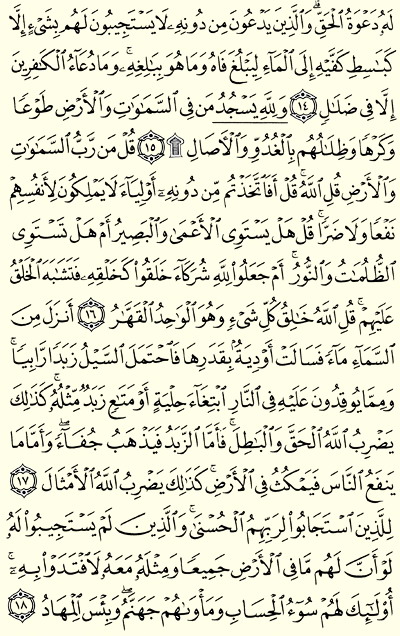 لَهُۥ دَعۡوَةُ ٱلۡحَقِّۚ وَٱلَّذِينَ يَدۡعُونَ مِن دُونِهِۦ لَا يَسۡتَجِيبُونَ لَهُم بِشَيۡءٍ إِلَّا
كَبَٰسِطِ كَفَّيۡهِ إِلَى ٱلۡمَآءِ لِيَبۡلُغَ فَاهُ وَمَا هُوَ بِبَٰلِغِهِۦۚ وَمَا دُعَآءُ ٱلۡكَٰفِرِينَ
إِلَّا فِي ضَلَٰلٖ ١٤ وَلِلَّهِۤ يَسۡجُدُۤ مَن فِي ٱلسَّمَٰوَٰتِ وَٱلۡأَرۡضِ طَوۡعٗا
وَكَرۡهٗا وَظِلَٰلُهُم بِٱلۡغُدُوِّ وَٱلۡأٓصَالِ ۩ ١٥ قُلۡ مَن رَّبُّ ٱلسَّمَٰوَٰتِ
وَٱلۡأَرۡضِ قُلِ ٱللَّهُۚ قُلۡ أَفَٱتَّخَذۡتُم مِّن دُونِهِۦٓ أَوۡلِيَآءَ لَا يَمۡلِكُونَ لِأَنفُسِهِمۡ
نَفۡعٗا وَلَا ضَرّٗاۚ قُلۡ هَلۡ يَسۡتَوِي ٱلۡأَعۡمَىٰ وَٱلۡبَصِيرُ أَمۡ هَلۡ تَسۡتَوِي
ٱلظُّلُمَٰتُ وَٱلنُّورُۗ أَمۡ جَعَلُواْ لِلَّهِ شُرَكَآءَ خَلَقُواْ كَخَلۡقِهِۦ فَتَشَٰبَهَ ٱلۡخَلۡقُ
عَلَيۡهِمۡۚ قُلِ ٱللَّهُ خَٰلِقُ كُلِّ شَيۡءٖ وَهُوَ ٱلۡوَٰحِدُ ٱلۡقَهَّٰرُ ١٦ أَنزَلَ مِنَ
ٱلسَّمَآءِ مَآءٗ فَسَالَتۡ أَوۡدِيَةُۢ بِقَدَرِهَا فَٱحۡتَمَلَ ٱلسَّيۡلُ زَبَدٗا رَّابِيٗاۖ
وَمِمَّا يُوقِدُونَ عَلَيۡهِ فِي ٱلنَّارِ ٱبۡتِغَآءَ حِلۡيَةٍ أَوۡ مَتَٰعٖ زَبَدٞ مِّثۡلُهُۥۚ كَذَٰلِكَ
يَضۡرِبُ ٱللَّهُ ٱلۡحَقَّ وَٱلۡبَٰطِلَۚ فَأَمَّا ٱلزَّبَدُ فَيَذۡهَبُ جُفَآءٗۖ وَأَمَّا مَا
يَنفَعُ ٱلنَّاسَ فَيَمۡكُثُ فِي ٱلۡأَرۡضِۚ كَذَٰلِكَ يَضۡرِبُ ٱللَّهُ ٱلۡأَمۡثَالَ ١٧
لِلَّذِينَ ٱسۡتَجَابُواْ لِرَبِّهِمُ ٱلۡحُسۡنَىٰۚ وَٱلَّذِينَ لَمۡ يَسۡتَجِيبُواْ لَهُۥ
لَوۡ أَنَّ لَهُم مَّا فِي ٱلۡأَرۡضِ جَمِيعٗا وَمِثۡلَهُۥ مَعَهُۥ لَٱفۡتَدَوۡاْ بِهِۦٓۚ
أُوْلَٰٓئِكَ لَهُمۡ سُوٓءُ ٱلۡحِسَابِ وَمَأۡوَىٰهُمۡ جَهَنَّمُۖ وَبِئۡسَ ٱلۡمِهَادُ ١٨